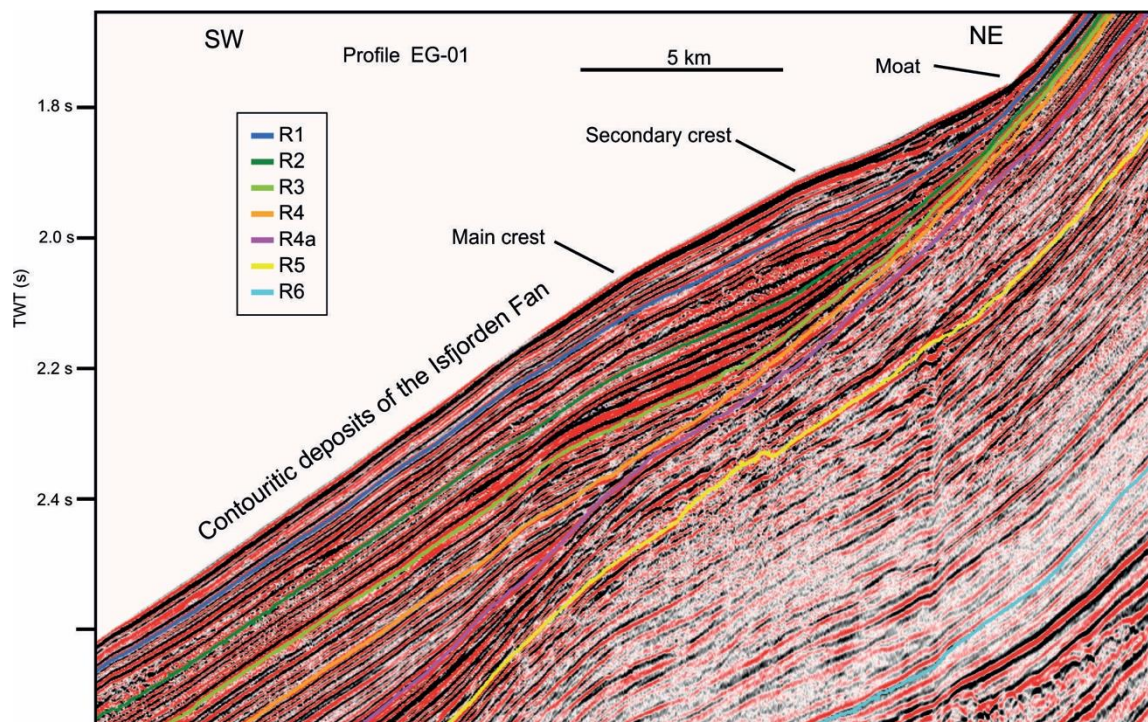 SW
NE
Profile EG-01
5 km
Moat
Secondary crest
Main crest
Contouritic deposits of the Isfjorden Fan
R1
R2
R3
R4
R4a
R5
R6
TWT (s)
1.8 s
2.0 s
2.2 s
2.4 s